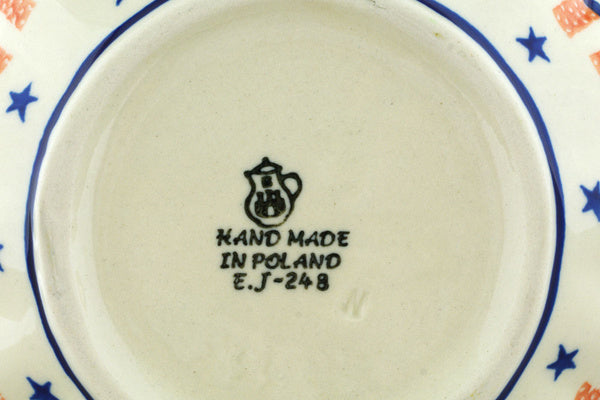 HAND MADE
IN POLAND
E.J-248
N